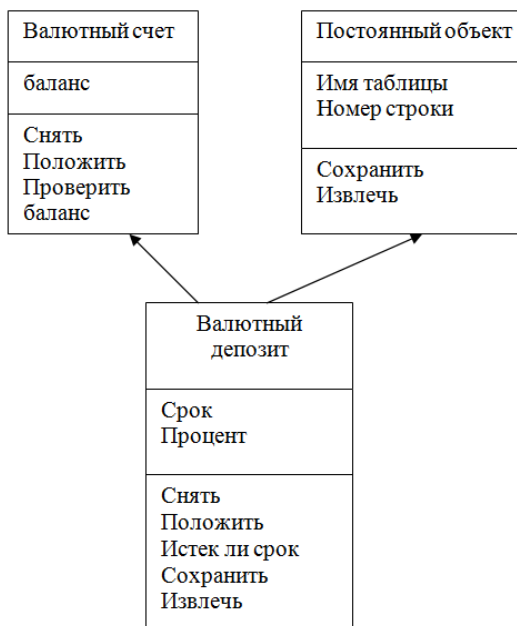 Валютный счет
баланс
Снять
Положить
Проверить
баланс
Постоянный объект
Имя таблицы
Номер строки
Сохранить
Извлечь
Валютный
депозит
Срок
Процент
Снять
Положить
Истек ли срок
Сохранить
Извлечь